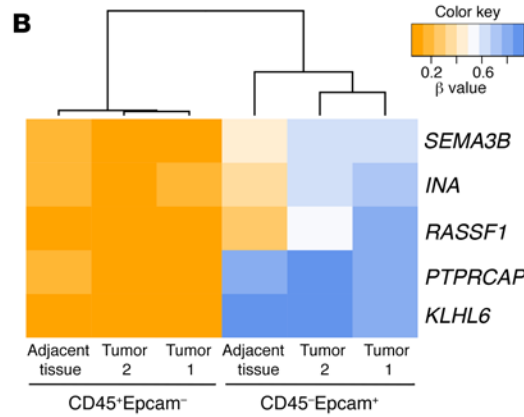 B
Color key
0.2 0.6
β value
SEMA3B
INA
RASSF1
PTPRCAP
KLHL6
Adjacent tissue Tumor 2 Tumor 1 Adjacent tissue Tumor 2 Tumor 1
CD45⁺Epcam⁻ CD45⁻Epcam⁺